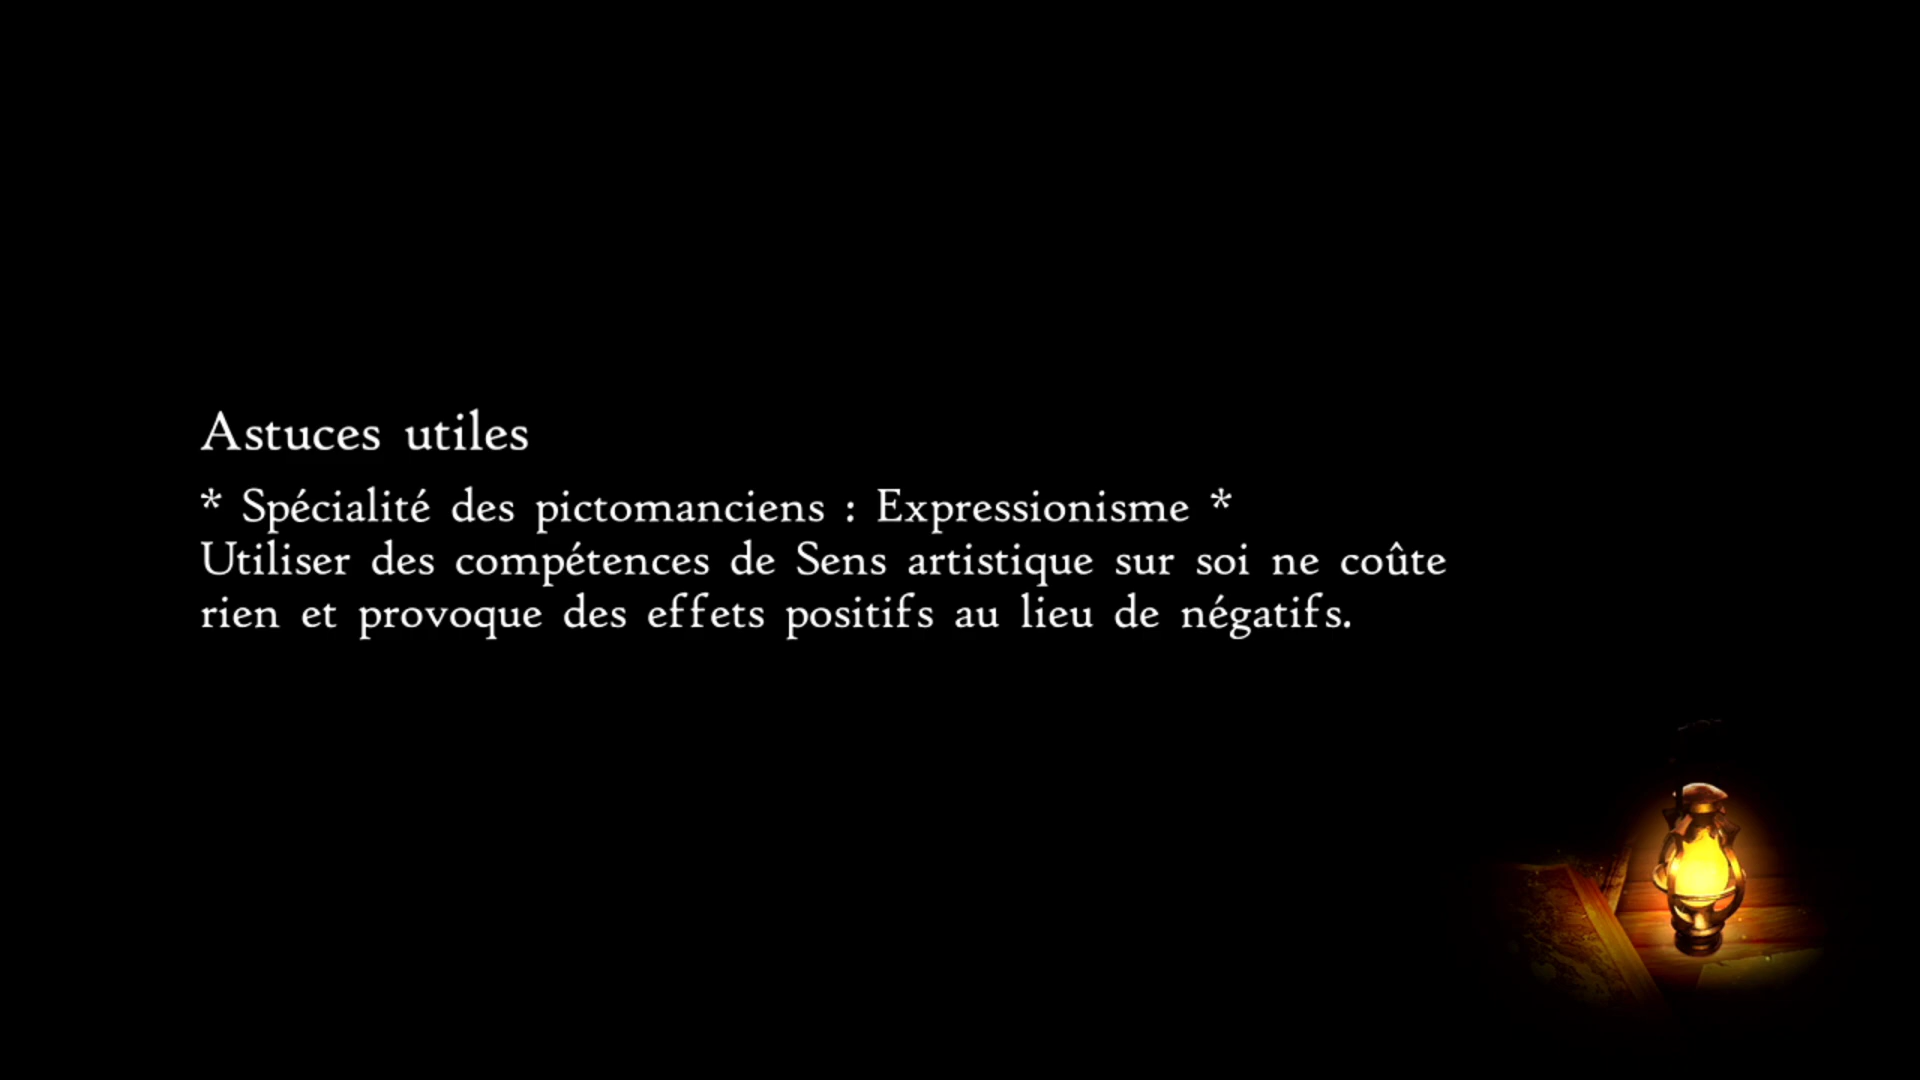 Astuces utiles
* Spécialité des pictomanciens : Expressionisme *
Utiliser des compétences de Sens artistique sur soi ne coûte
rien et provoque des effets positifs au lieu de négatifs.